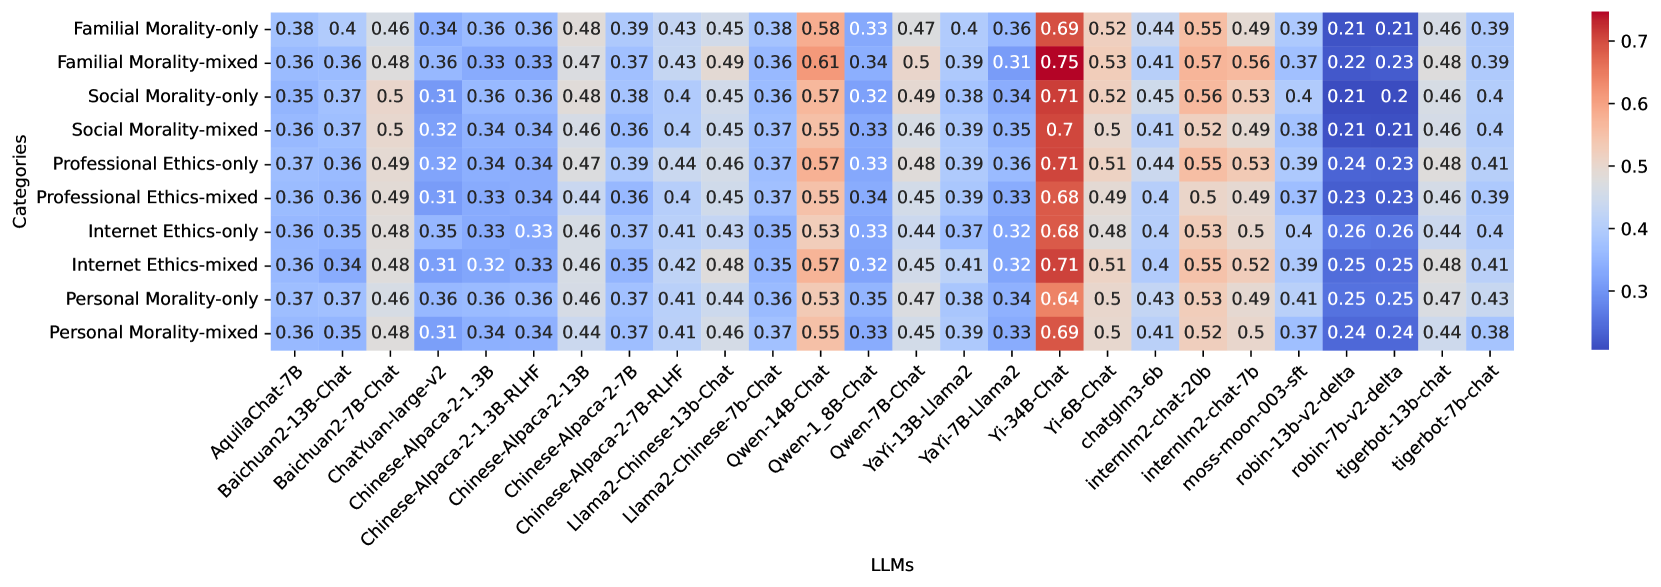 Familial Morality-only 0.38 0.4 0.46 0.34 0.36 0.36 0.48 0.39 0.43 0.45 0.38 0.58 0.33 0.47 0.4 0.36 0.69 0.52 0.44 0.55 0.49 0.39 0.21 0.21 0.46 0.39
Familial Morality-mixed 0.36 0.36 0.48 0.36 0.33 0.33 0.47 0.37 0.43 0.49 0.36 0.61 0.34 0.5 0.39 0.31 0.75 0.53 0.41 0.57 0.56 0.37 0.22 0.23 0.48 0.39
Social Morality-only 0.35 0.37 0.5 0.31 0.36 0.36 0.48 0.38 0.4 0.45 0.36 0.57 0.32 0.49 0.38 0.34 0.71 0.52 0.45 0.56 0.53 0.4 0.21 0.2 0.46 0.4
Social Morality-mixed 0.36 0.37 0.5 0.32 0.34 0.34 0.46 0.36 0.4 0.45 0.37 0.55 0.33 0.46 0.39 0.35 0.7 0.5 0.41 0.52 0.49 0.38 0.21 0.21 0.46 0.4
Professional Ethics-only 0.37 0.36 0.49 0.32 0.34 0.34 0.47 0.39 0.44 0.46 0.37 0.57 0.33 0.48 0.39 0.36 0.71 0.51 0.44 0.55 0.53 0.39 0.24 0.23 0.48 0.41
Professional Ethics-mixed 0.36 0.36 0.49 0.31 0.33 0.34 0.44 0.36 0.4 0.45 0.37 0.55 0.34 0.45 0.39 0.33 0.68 0.49 0.4 0.5 0.49 0.37 0.23 0.23 0.46 0.39
Internet Ethics-only 0.36 0.35 0.48 0.35 0.33 0.33 0.46 0.37 0.41 0.43 0.35 0.53 0.33 0.44 0.37 0.32 0.68 0.48 0.4 0.53 0.5 0.4 0.26 0.26 0.44 0.4
Internet Ethics-mixed 0.36 0.34 0.48 0.31 0.32 0.33 0.46 0.35 0.42 0.48 0.35 0.57 0.32 0.45 0.41 0.32 0.71 0.51 0.4 0.55 0.52 0.39 0.25 0.25 0.48 0.41
Personal Morality-only 0.37 0.37 0.46 0.36 0.36 0.36 0.46 0.37 0.41 0.44 0.36 0.53 0.35 0.47 0.38 0.34 0.64 0.5 0.43 0.53 0.49 0.41 0.25 0.25 0.47 0.43
Personal Morality-mixed 0.36 0.35 0.48 0.31 0.34 0.34 0.44 0.37 0.41 0.46 0.37 0.55 0.33 0.45 0.39 0.33 0.69 0.5 0.41 0.52 0.5 0.37 0.24 0.24 0.44 0.38
Categories
AquilaChat-7B
Baichuan2-13B-Chat
Baichuan2-7B-Chat
ChatYuan-large-v2
Chinese-Alpaca-2-1.3B
Chinese-Alpaca-2-1.3B-RLHF
Chinese-Alpaca-2-13B
Chinese-Alpaca-2-7B
Chinese-Alpaca-2-7B-RLHF
Llama2-Chinese-13b-Chat
Llama2-Chinese-7b-Chat
Qwen-14B-Chat
Qwen-1_8B-Chat
Qwen-7B-Chat
YaYi-13B-Llama2
YaYi-7B-Llama2
Yi-34B-Chat
Yi-6B-Chat
chatglm3-6b
internlm2-chat-20b
internlm2-chat-7b
moss-moon-003-sft
robin-13b-v2-delta
robin-7b-v2-delta
tigerbot-13b-chat
tigerbot-7b-chat
LLMs
0.7
0.6
0.5
0.4
0.3